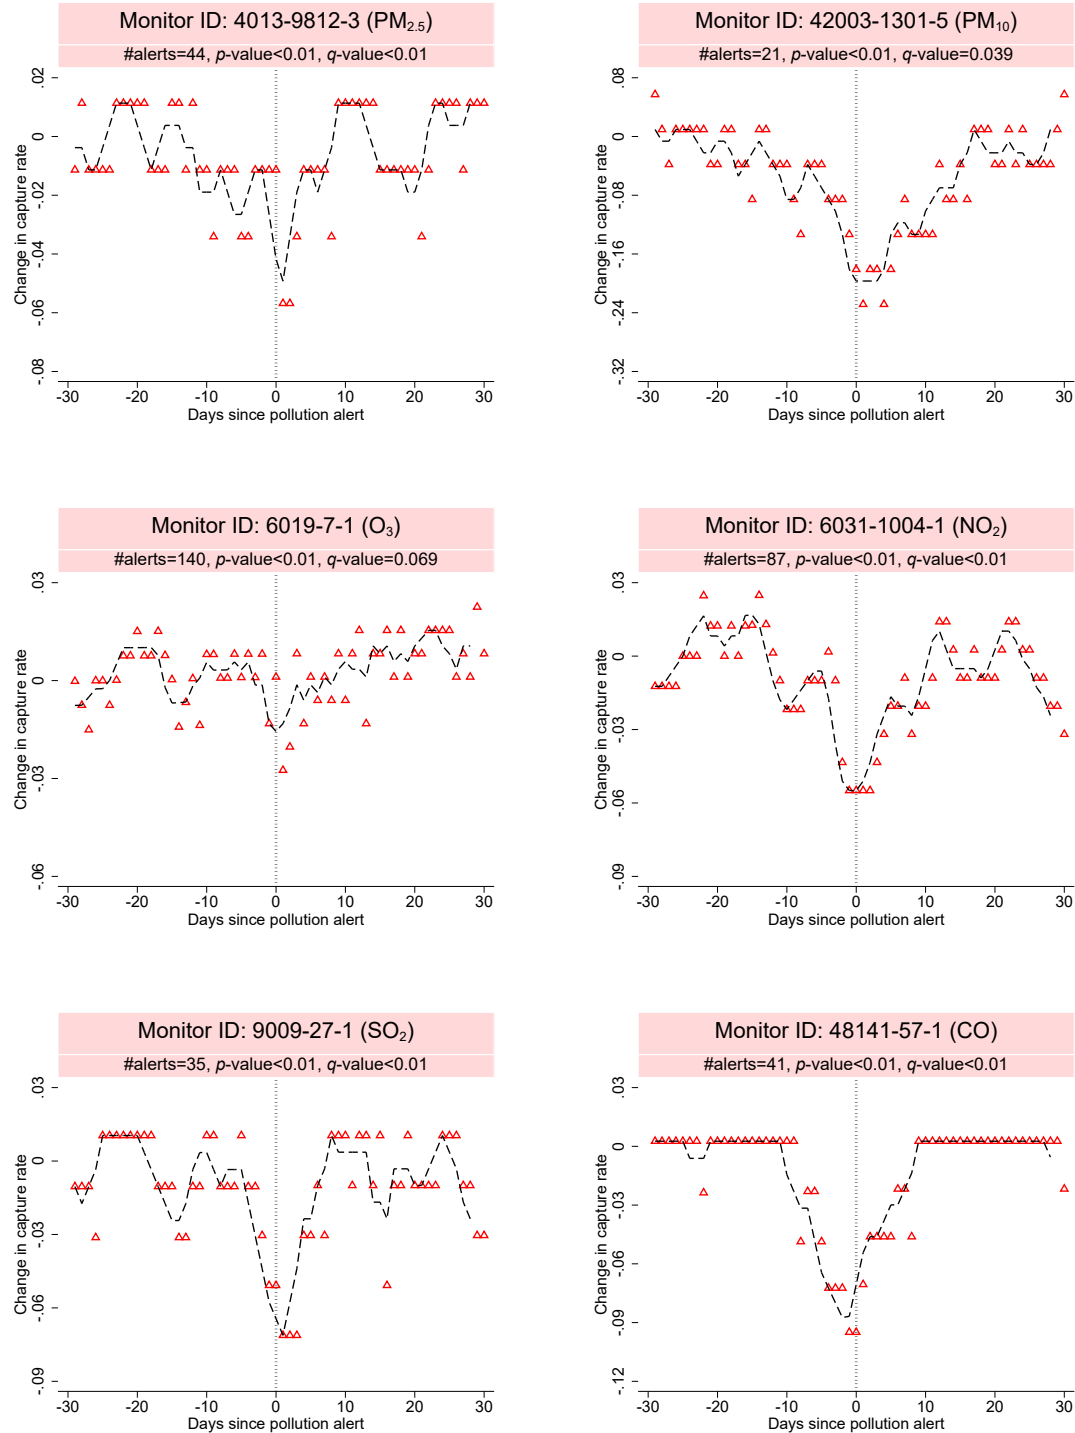 Monitor ID: 4013-9812-3 (PM₂.₅)
#alerts=44, p-value<0.01, q-value<0.01
Change in capture rate
.02
0
-.02
-.04
-.06
-.08
-30 -20 -10 0 10 20 30
Days since pollution alert
Monitor ID: 42003-1301-5 (PM₁₀)
#alerts=21, p-value<0.01, q-value=0.039
Change in capture rate
.08
0
-.08
-.16
-.24
-.32
-30 -20 -10 0 10 20 30
Days since pollution alert
Monitor ID: 6019-7-1 (O₃)
#alerts=140, p-value<0.01, q-value=0.069
Change in capture rate
.03
0
-.03
-.06
-30 -20 -10 0 10 20 30
Days since pollution alert
Monitor ID: 6031-1004-1 (NO₂)
#alerts=87, p-value<0.01, q-value<0.01
Change in capture rate
.03
0
-.03
-.06
-.09
-30 -20 -10 0 10 20 30
Days since pollution alert
Monitor ID: 9009-27-1 (SO₂)
#alerts=35, p-value<0.01, q-value<0.01
Change in capture rate
.03
0
-.03
-.06
-.09
-30 -20 -10 0 10 20 30
Days since pollution alert
Monitor ID: 48141-57-1 (CO)
#alerts=41, p-value<0.01, q-value<0.01
Change in capture rate
.03
0
-.03
-.06
-.09
-.12
-30 -20 -10 0 10 20 30
Days since pollution alert